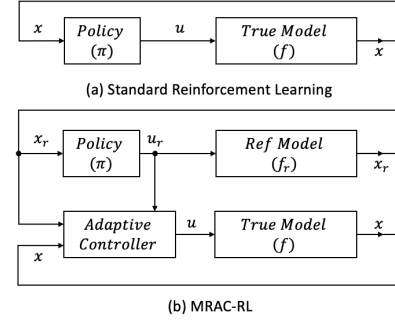 x
Policy
(π)
u
True Model
(f)
x
(a) Standard Reinforcement Learning
x_r
Policy
(π)
u_r
Ref Model
(f_r)
x_r
x
Adaptive
Controller
u
True Model
(f)
x
(b) MRAC-RL